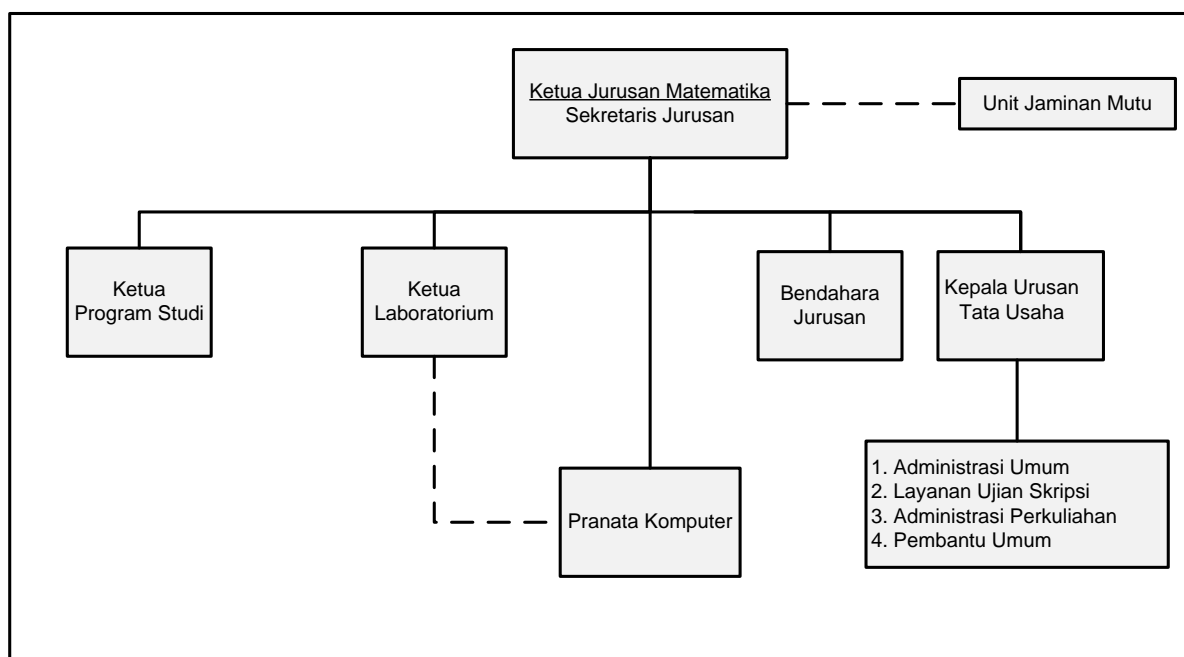 Ketua Jurusan Matematika
Sekretaris Jurusan
Unit Jaminan Mutu
Ketua
Program Studi
Ketua
Laboratorium
Bendahara
Jurusan
Kepala Urusan
Tata Usaha
Pranata Komputer
1. Administrasi Umum
2. Layanan Ujian Skripsi
3. Administrasi Perkuliahan
4. Pembantu Umum